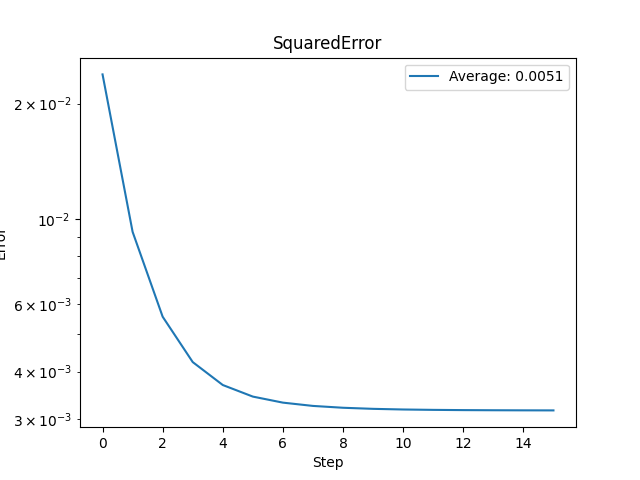 SquaredError
Average: 0.0051
2 × 10⁻²
10⁻²
6 × 10⁻³
4 × 10⁻³
3 × 10⁻³
Error
0 2 4 6 8 10 12 14
Step